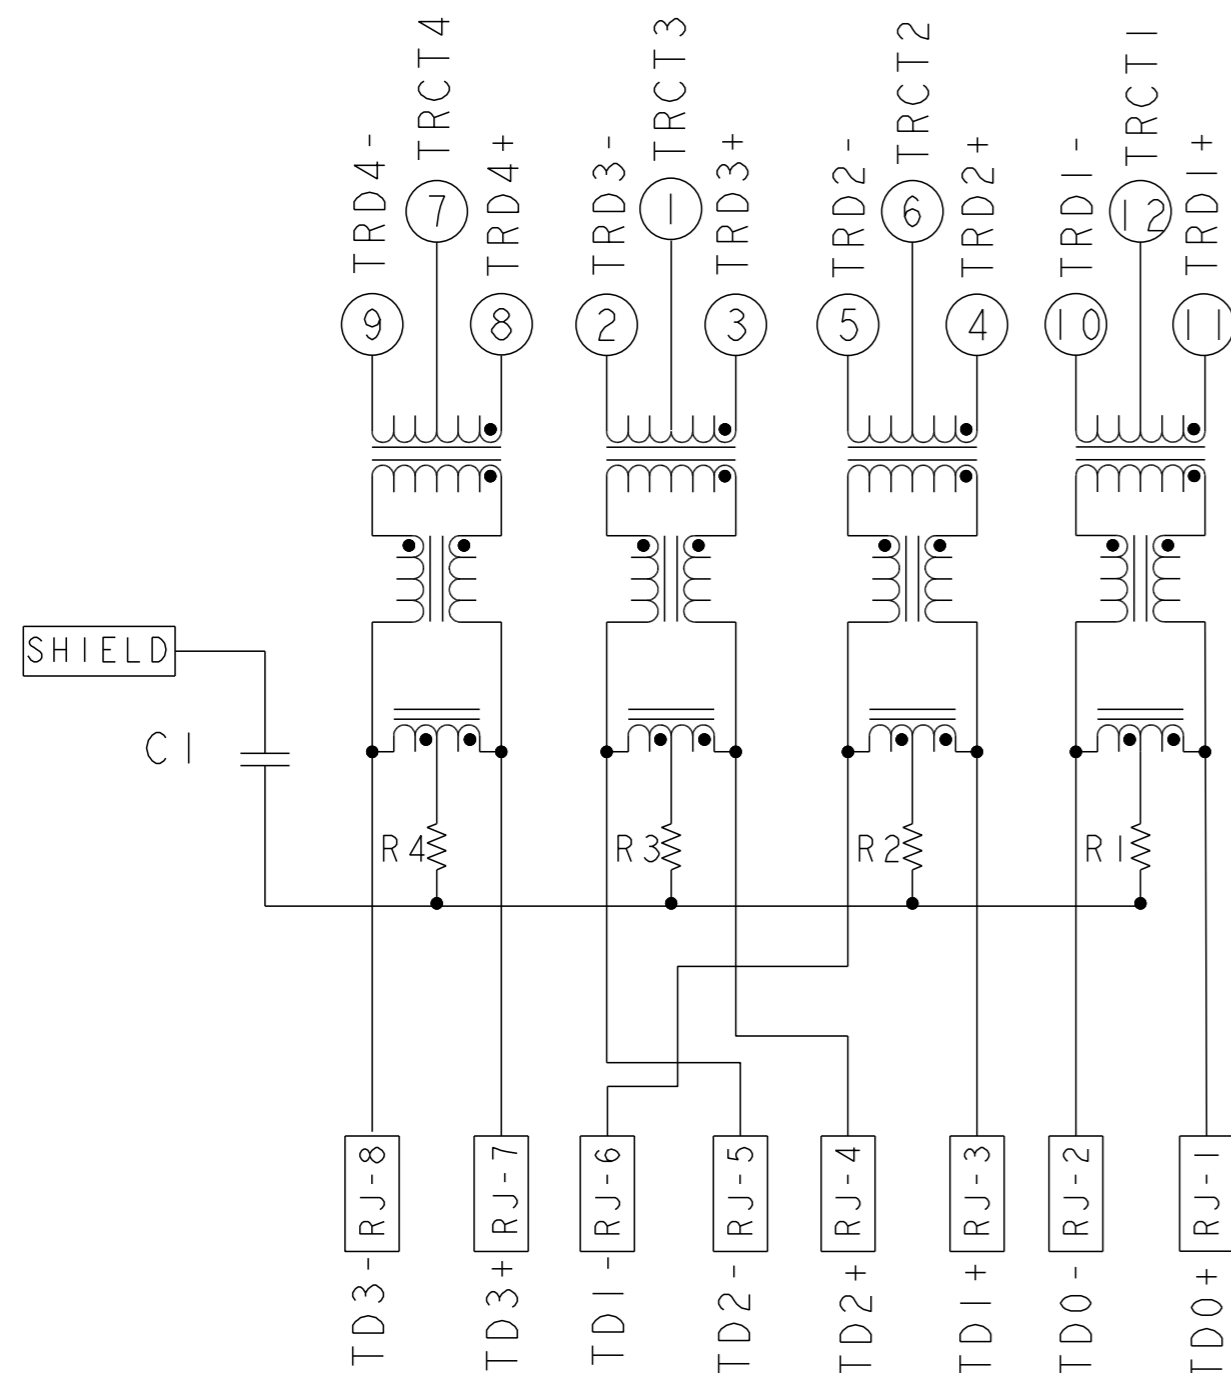 TRCT4
TRCT3
TRCT2
TRCT1
TRD4-
TRD4+
TRD3-
TRD3+
TRD2-
TRD2+
TRD1-
TRD1+
7
1
6
12
9
8
2
3
5
4
10
11
SHIELD
C1
R4
R3
R2
R1
RJ-8
RJ-7
RJ-6
RJ-5
RJ-4
RJ-3
RJ-2
RJ-1
TD3-
TD3+
TD1-
TD2-
TD2+
TD1+
TD0-
TD0+